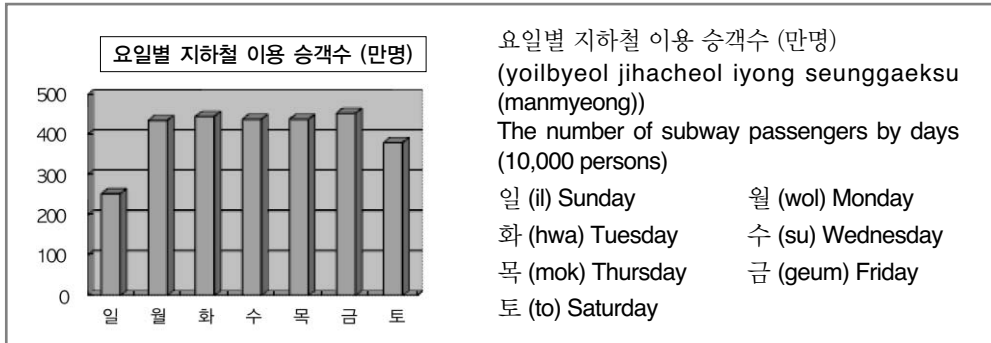 요일별 지하철 이용 승객수 (만명)
500
400
300
200
100
0
일 월 화 수 목 금 토
요일별 지하철 이용 승객수 (만명)
(yoilbyeol jihacheol iyong seunggaeksu
(manmyeong))
The number of subway passengers by days
(10,000 persons)
일 (il) Sunday 월 (wol) Monday
화 (hwa) Tuesday 수 (su) Wednesday
목 (mok) Thursday 금 (geum) Friday
토 (to) Saturday